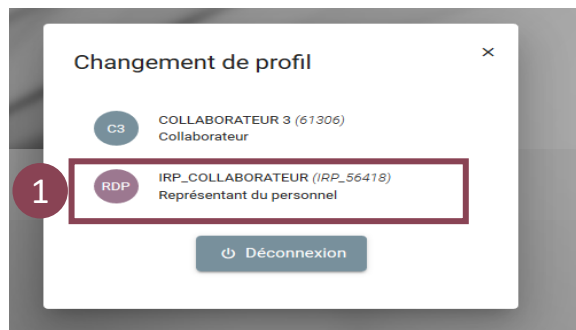 Changement de profil
×
C3
COLLABORATEUR 3 (61306)
Collaborateur
1
RDP
IRP_COLLABORATEUR (IRP_56418)
Représentant du personnel
Déconnexion